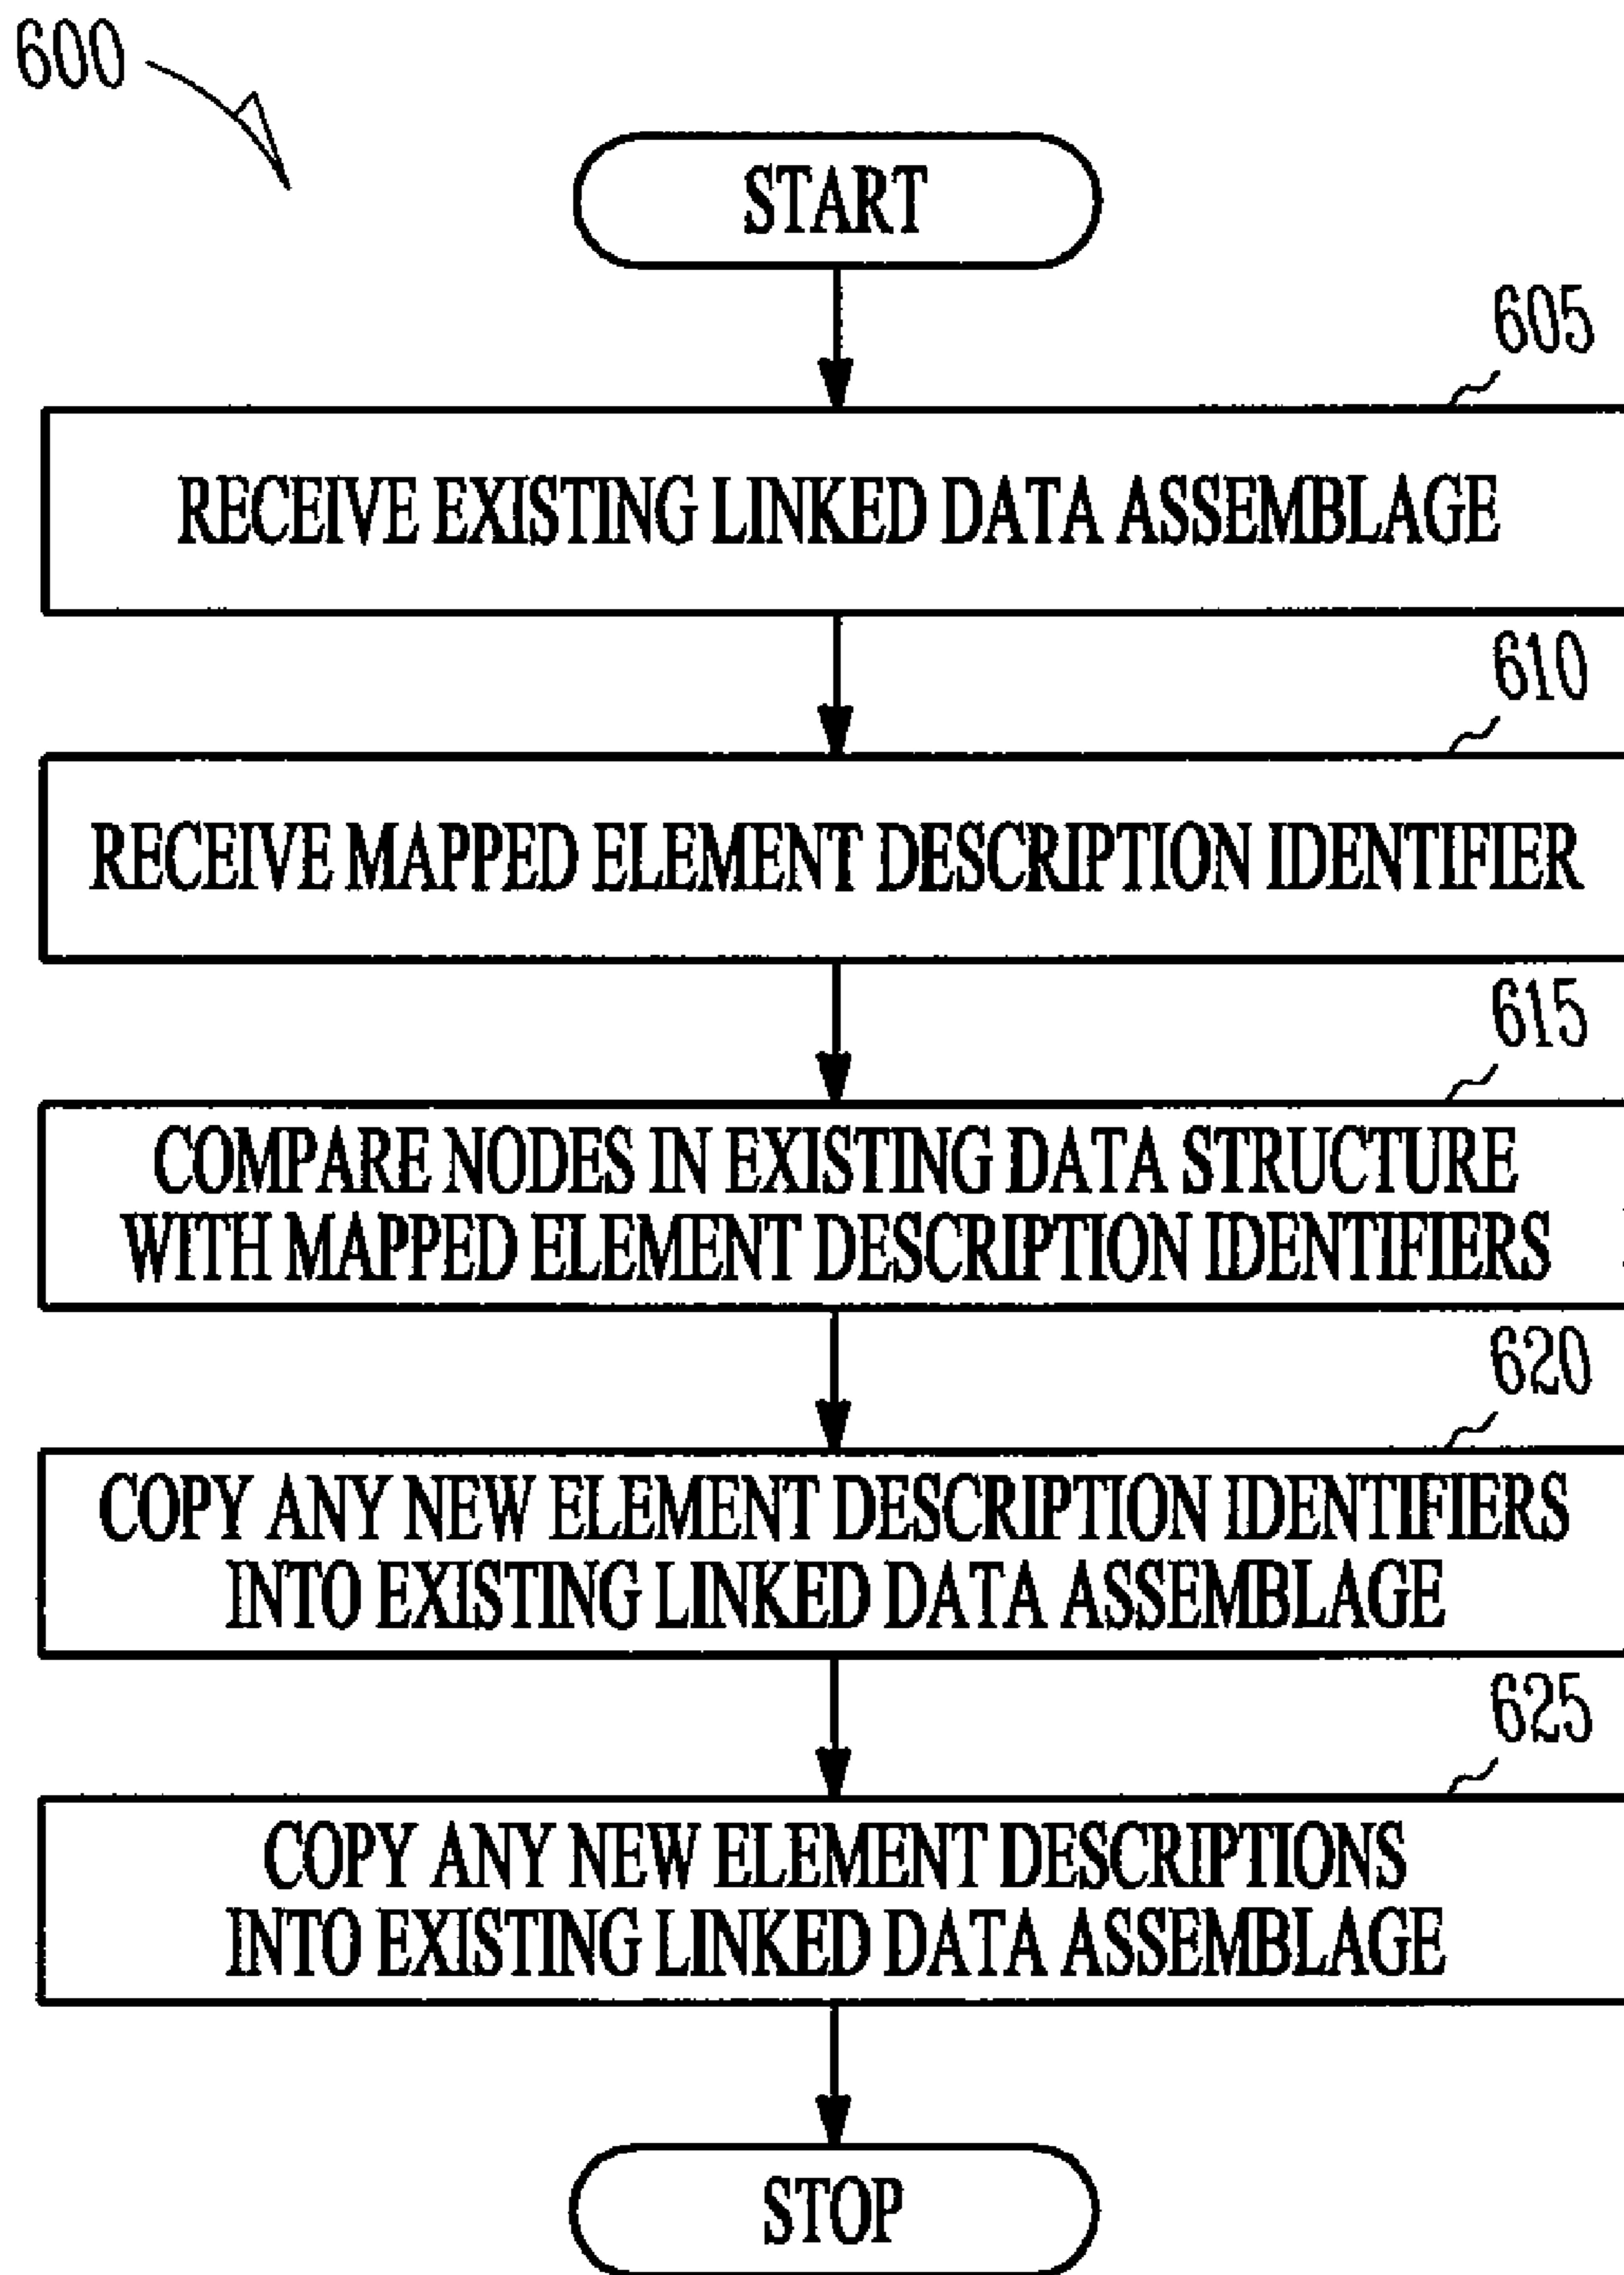 600
START
605
RECEIVE EXISTING LINKED DATA ASSEMBLAGE
610
RECEIVE MAPPED ELEMENT DESCRIPTION IDENTIFIER
615
COMPARE NODES IN EXISTING DATA STRUCTURE
WITH MAPPED ELEMENT DESCRIPTION IDENTIFIERS
620
COPY ANY NEW ELEMENT DESCRIPTION IDENTIFIERS
INTO EXISTING LINKED DATA ASSEMBLAGE
625
COPY ANY NEW ELEMENT DESCRIPTIONS
INTO EXISTING LINKED DATA ASSEMBLAGE
STOP